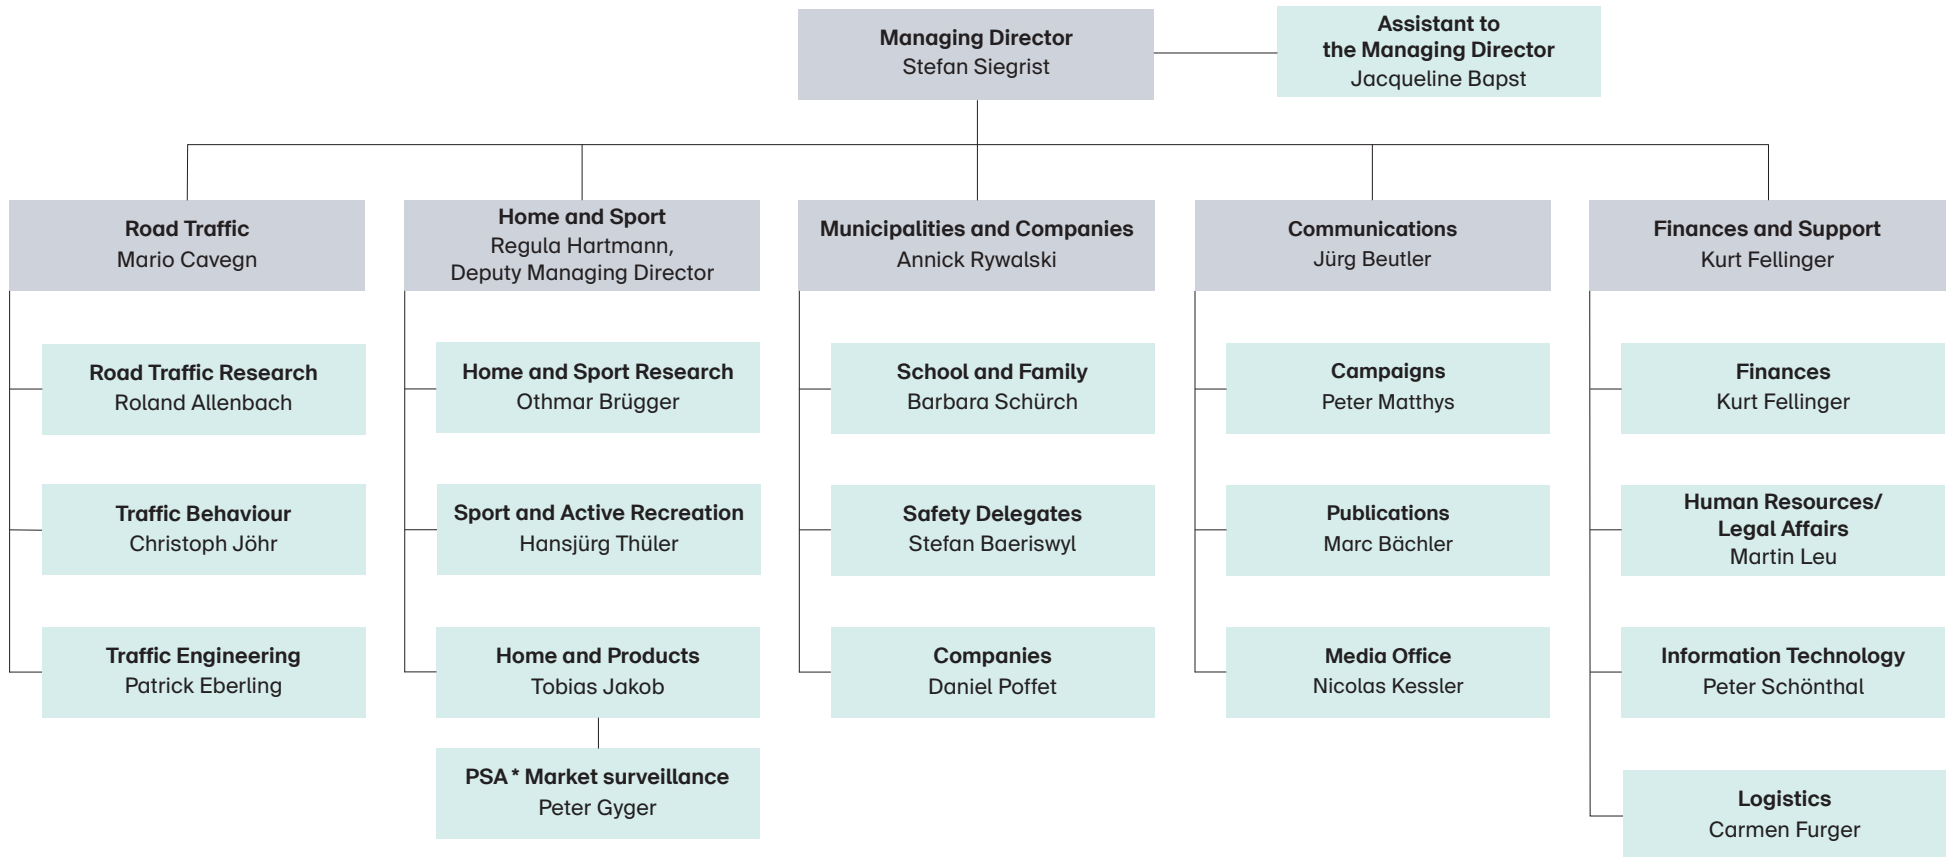 Managing Director
Stefan Siegrist
Assistant to
the Managing Director
Jacqueline Bapst
Road Traffic
Mario Cavegn
Road Traffic Research
Roland Allenbach
Traffic Behaviour
Christoph Jöhr
Traffic Engineering
Patrick Eberling
Home and Sport
Regula Hartmann,
Deputy Managing Director
Home and Sport Research
Othmar Brügger
Sport and Active Recreation
Hansjürg Thüler
Home and Products
Tobias Jakob
PSA * Market surveillance
Peter Gyger
Municipalities and Companies
Annick Rywalski
School and Family
Barbara Schürch
Safety Delegates
Stefan Baeriswyl
Companies
Daniel Poffet
Communications
Jürg Beutler
Campaigns
Peter Matthys
Publications
Marc Bächler
Media Office
Nicolas Kessler
Finances and Support
Kurt Fellinger
Finances
Kurt Fellinger
Human Resources/
Legal Affairs
Martin Leu
Information Technology
Peter Schönthal
Logistics
Carmen Furger